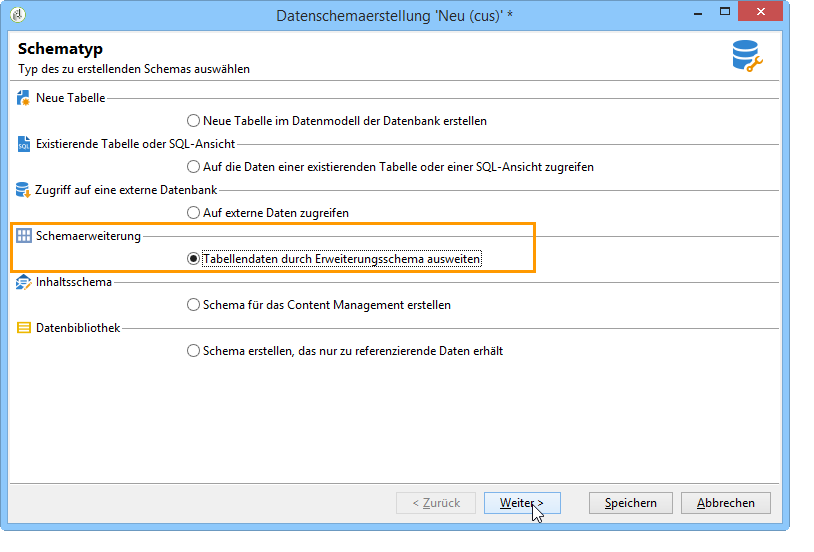 Datenschemaerstellung 'Neu (cus)' *
Schematyp
Typ des zu erstellenden Schemas auswählen
Neue Tabelle
Neue Tabelle im Datenmodell der Datenbank erstellen
SQL
Existierende Tabelle oder SQL-Ansicht
Auf die Daten einer existierenden Tabelle oder einer SQL-Ansicht zugreifen
Zugriff auf eine externe Datenbank
Auf externe Daten zugreifen
Schemaerweiterung
Tabellendaten durch Erweiterungsschema ausweiten
Inhaltsschema
Schema für das Content Management erstellen
Datenbibliothek
Schema erstellen, das nur zu referenzierende Daten erhält
< Zurück
Weiter >
Speichern
Abbrechen